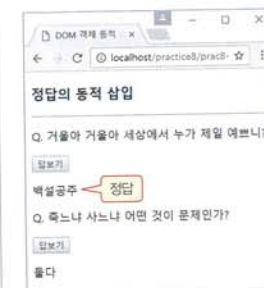 DOM 객체 동적
localhost/practice8/prac8-
정답의 동적 삽입
Q. 거울아 거울아 세상에서 누가 제일 예쁘니?
답보기
백설공주
정답
Q. 죽느냐 사느냐 어떤 것이 문제인가?
답보기
둘다